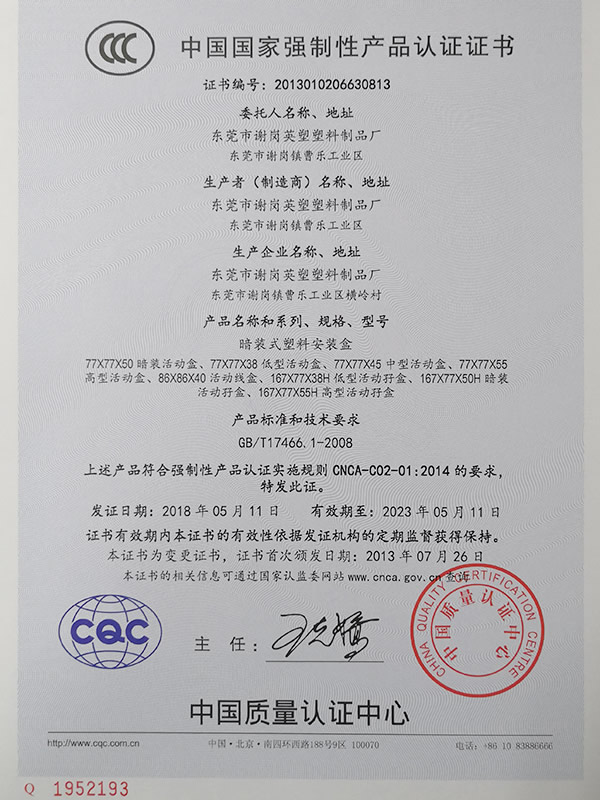 CCC
中国国家强制性产品认证证书
证书编号：2013010206630813
委托人名称、地址
东莞市谢岗英塑塑料制品厂
东莞市谢岗镇曹乐工业区
生产者（制造商）名称、地址
东莞市谢岗英塑塑料制品厂
东莞市谢岗镇曹乐工业区
生产企业名称、地址
东莞市谢岗英塑塑料制品厂
东莞市谢岗镇曹乐工业区横岭村
产品名称和系列、规格、型号
暗装式塑料安装盒
77X77X50 暗装活动盒、77X77X38 低型活动盒、77X77X45 中型活动盒、77X77X55
高型活动盒、86X86X40 活动线盒、167X77X38H 低型活动孖盒、167X77X50H 暗装
活动孖盒、167X77X55H 高型活动孖盒
产品标准和技术要求
GB/T17466.1-2008
上述产品符合强制性产品认证实施规则 CNCA-C02-01:2014 的要求，
特发此证。
发证日期：2018 年 05 月 11 日 有效期至：2023 年 05 月 11 日
证书有效期内本证书的有效性依据发证机构的定期监督获得保持。
本证书为变更证书，证书首次颁发日期：2013 年 07 月 26 日
本证书的相关信息可通过国家认监委网站 www.cnca.gov.cn 查询
CQC
主 任：
CHINA QUALITY CERTIFICATION CENTRE
中国质量认证中心
中国质量认证中心
http://www.cqc.com.cn 中国·北京·南四环西路188号9区 100070 电话：+86 10 83886666
Q 1952193